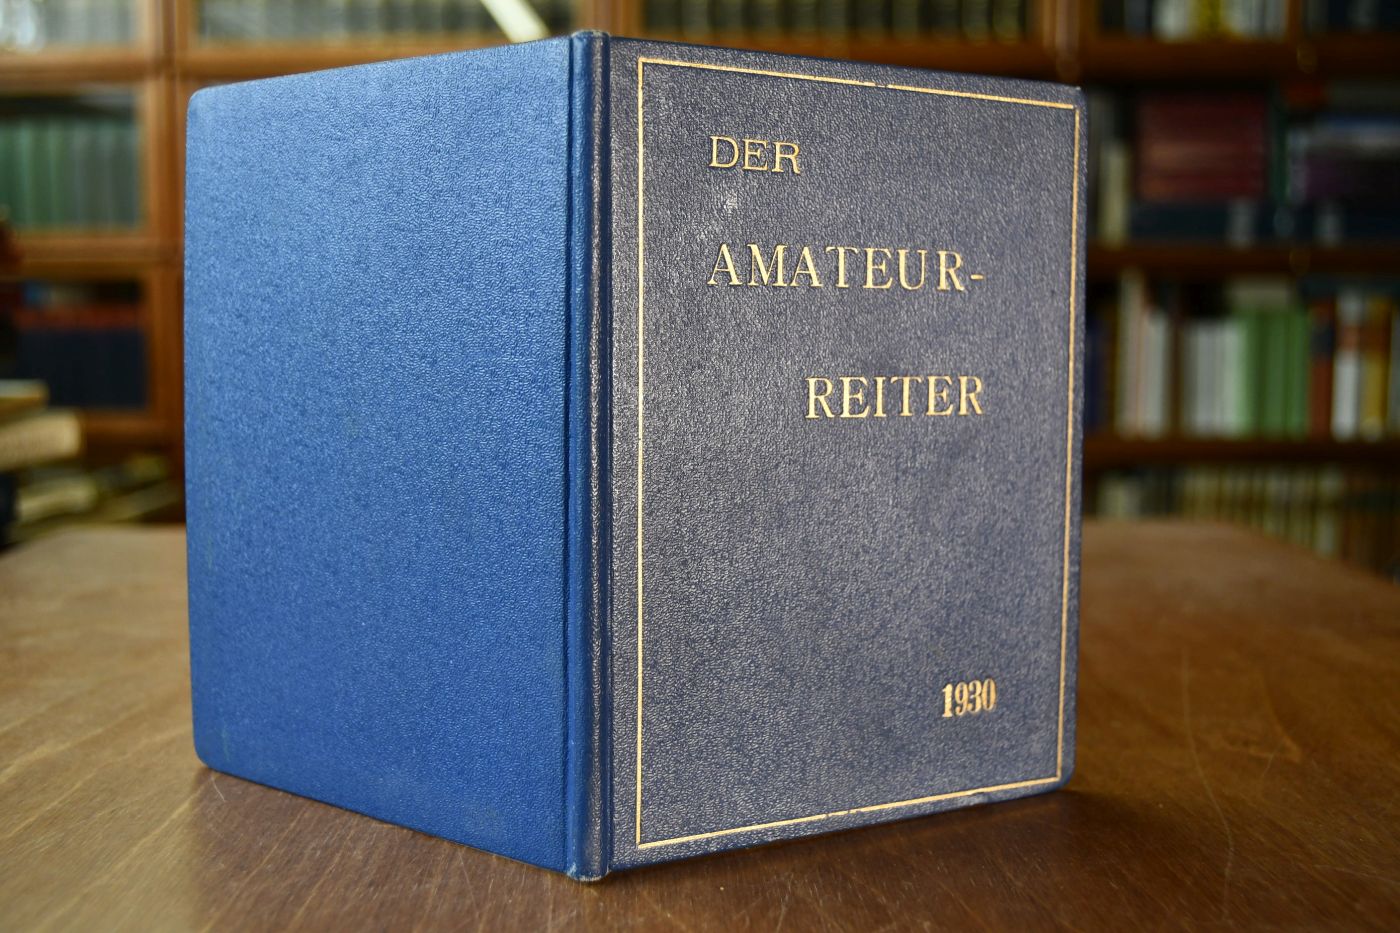 DER
AMATEUR-
REITER
1930